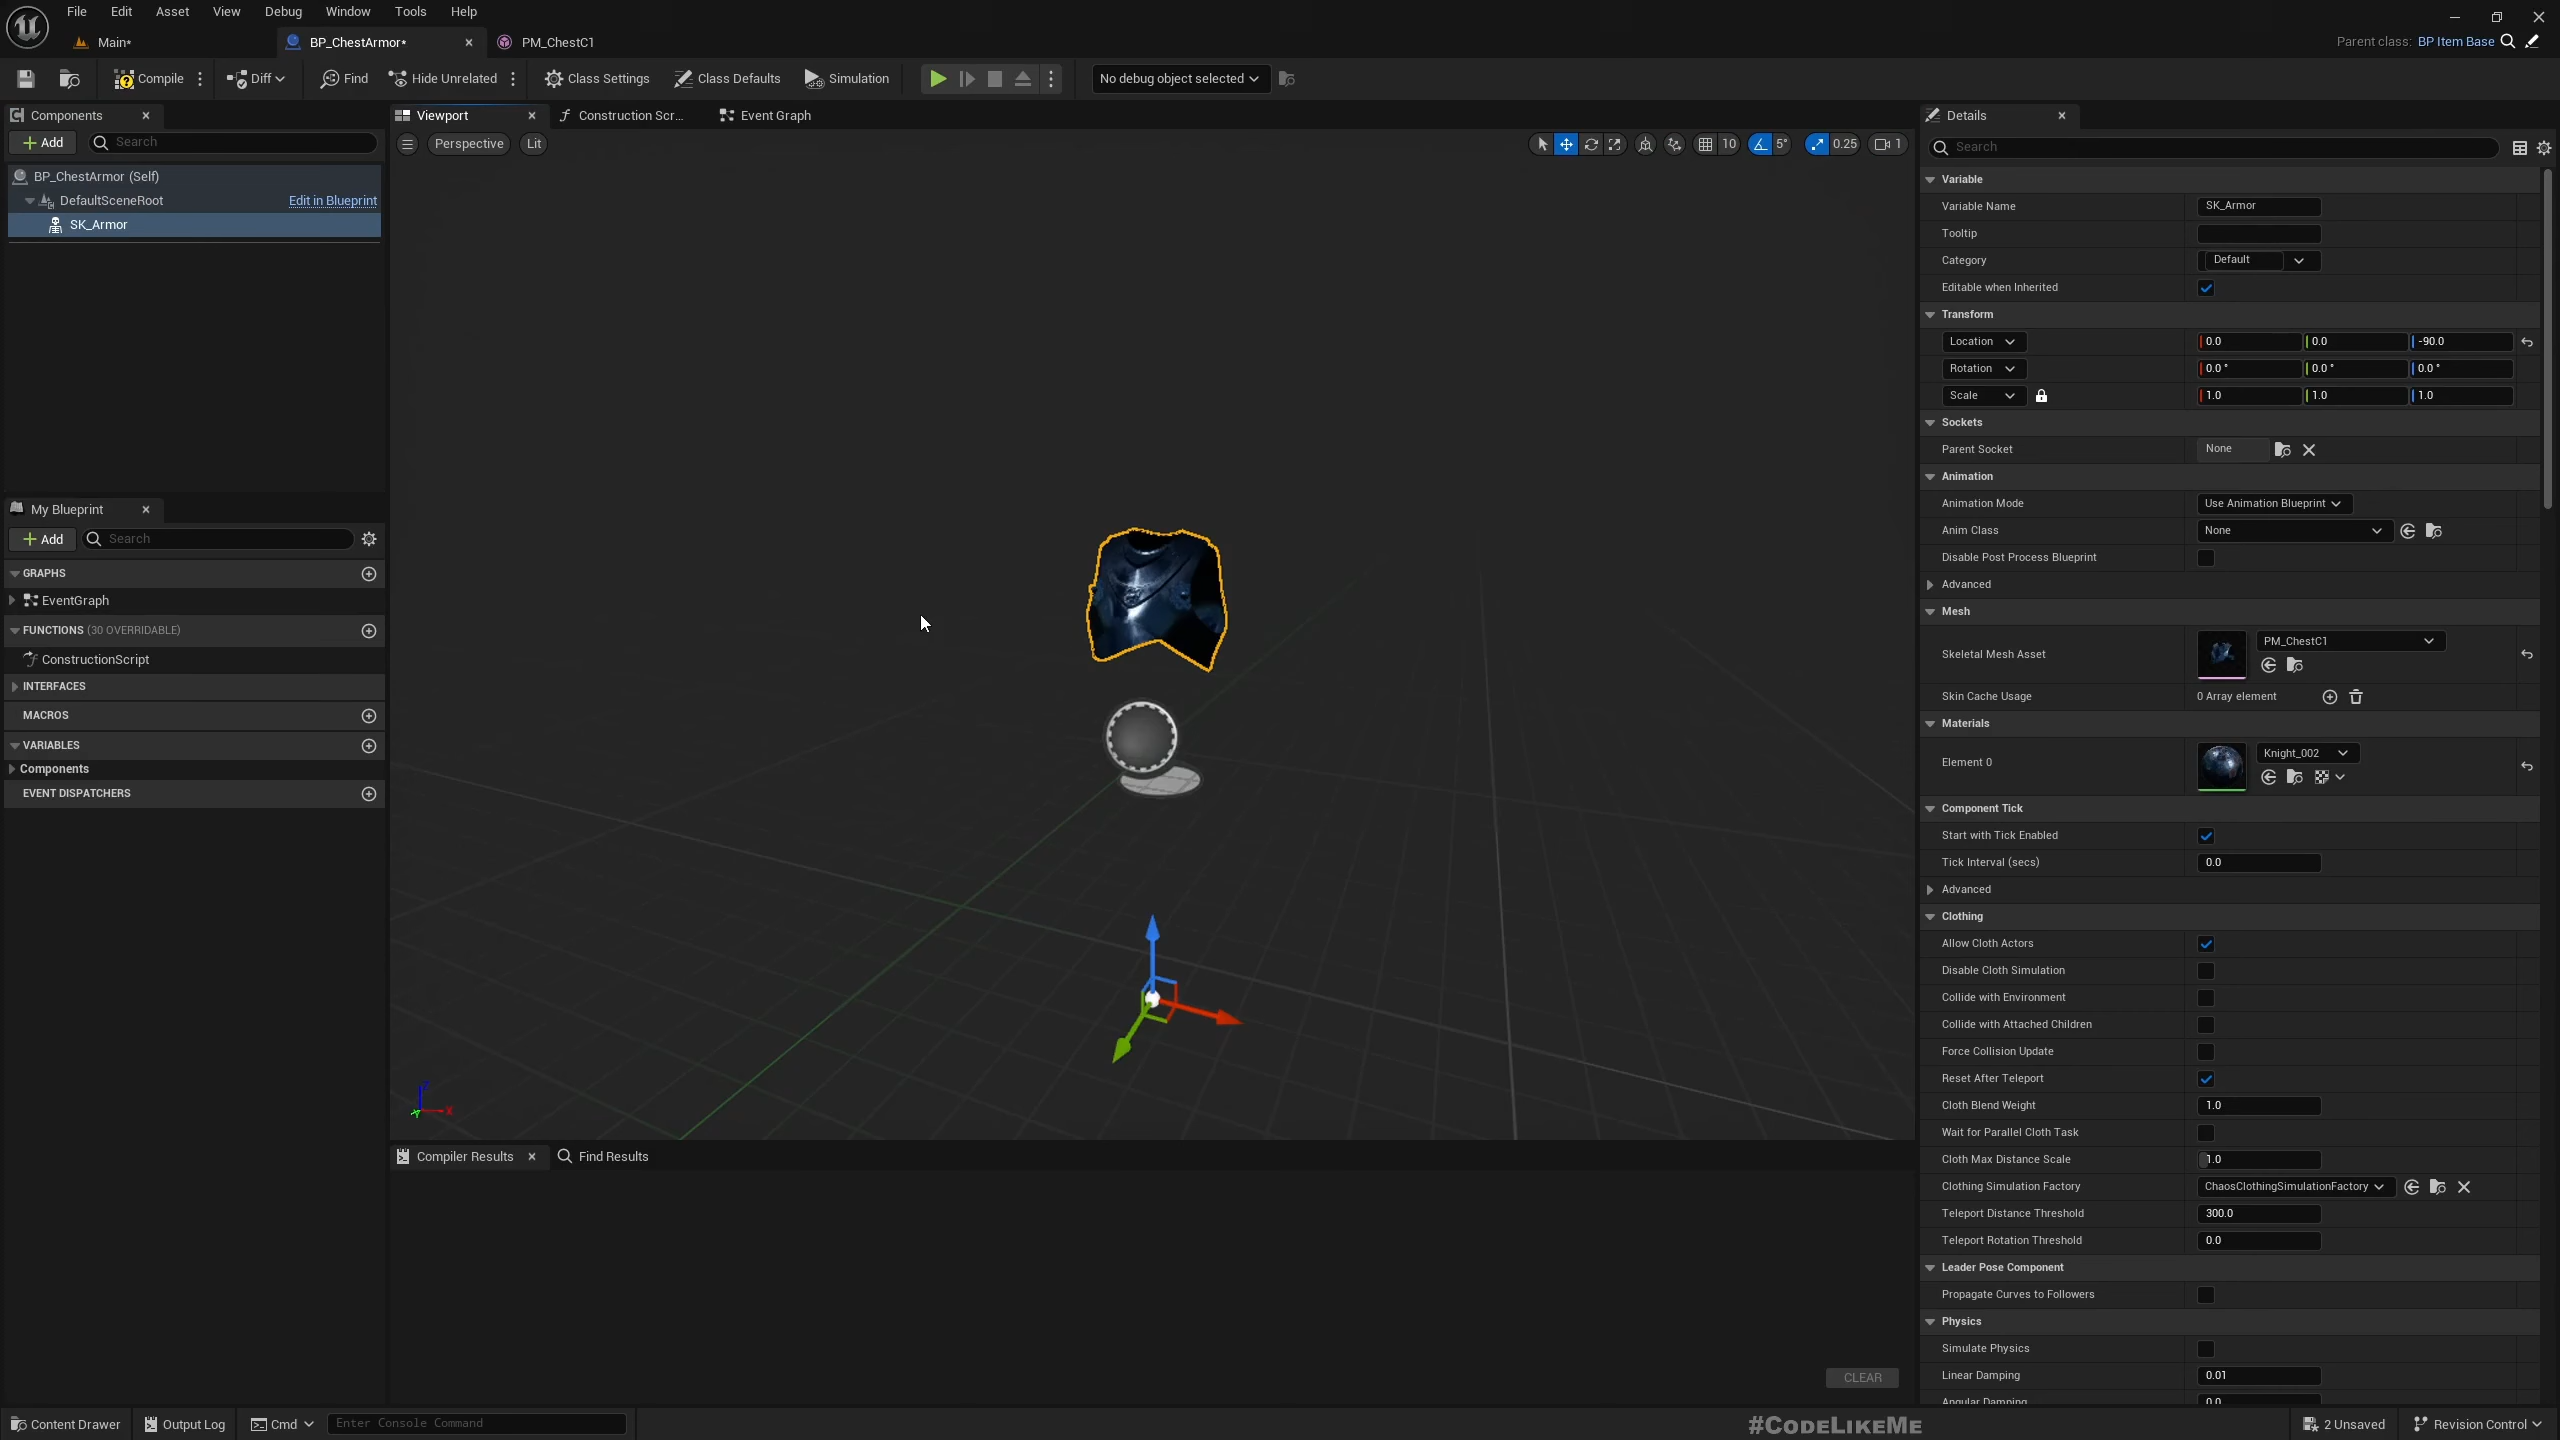 File Edit Asset View Debug Window Tools Help
Main*
BP_ChestArmor*
PM_ChestC1
Parent class: BP Item Base
Compile
Diff
Find
Hide Unrelated
Class Settings
Class Defaults
Simulation
No debug object selected
Components
Add
Search
BP_ChestArmor (Self)
DefaultSceneRoot
Edit in Blueprint
SK_Armor
My Blueprint
Add
Search
GRAPHS
EventGraph
FUNCTIONS (30 OVERRIDABLE)
ConstructionScript
INTERFACES
MACROS
VARIABLES
Components
EVENT DISPATCHERS
Viewport
Construction Scr...
Event Graph
Perspective
Lit
10
5°
0.25
1
Z
Y
X
Compiler Results
Find Results
CLEAR
Details
Search
Variable
Variable Name SK_Armor
Tooltip
Category Default
Editable when Inherited
Transform
Location 0.0 0.0 -90.0
Rotation 0.0 ° 0.0 ° 0.0 °
Scale 1.0 1.0 1.0
Sockets
Parent Socket None
Animation
Animation Mode Use Animation Blueprint
Anim Class None
Disable Post Process Blueprint
Advanced
Mesh
Skeletal Mesh Asset PM_ChestC1
Skin Cache Usage 0 Array element
Materials
Element 0 Knight_002
Component Tick
Start with Tick Enabled
Tick Interval (secs) 0.0
Advanced
Clothing
Allow Cloth Actors
Disable Cloth Simulation
Collide with Environment
Collide with Attached Children
Force Collision Update
Reset After Teleport
Cloth Blend Weight 1.0
Wait for Parallel Cloth Task
Cloth Max Distance Scale 1.0
Clothing Simulation Factory ChaosClothingSimulationFactory
Teleport Distance Threshold 300.0
Teleport Rotation Threshold 0.0
Leader Pose Component
Propagate Curves to Followers
Physics
Simulate Physics
Linear Damping 0.01
Angular Damping 0.0
Content Drawer
Output Log
Cmd
Enter Console Command
#CodeLikeMe
2 Unsaved
Revision Control